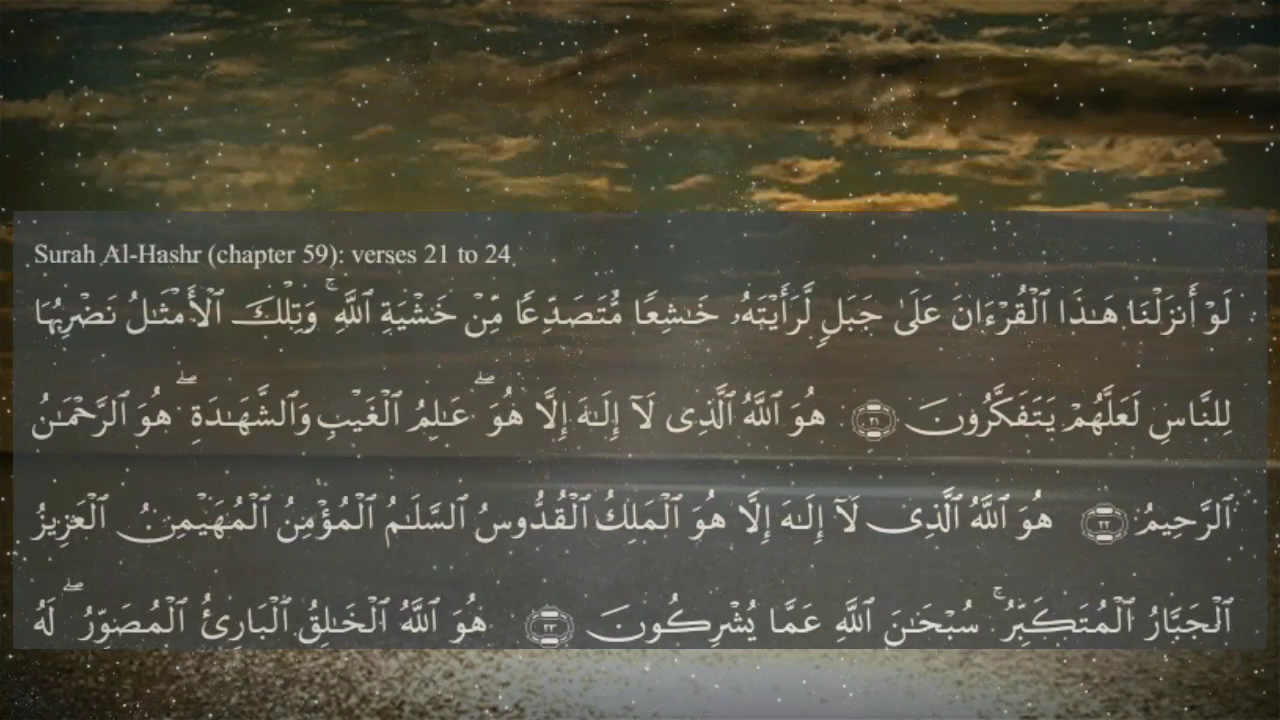 Surah Al-Hashr (chapter 59): verses 21 to 24
لَوْ أَنزَلْنَا هَـٰذَا ٱلْقُرْءَانَ عَلَىٰ جَبَلٍ لَّرَأَيْتَهُۥ خَـٰشِعًا مُّتَصَدِّعًا مِّنْ خَشْيَةِ ٱللَّهِ ۚ وَتِلْكَ ٱلْأَمْثَـٰلُ نَضْرِبُهَا
لِلنَّاسِ لَعَلَّهُمْ يَتَفَكَّرُونَ ٢١ هُوَ ٱللَّهُ ٱلَّذِى لَآ إِلَـٰهَ إِلَّا هُوَ ۖ عَـٰلِمُ ٱلْغَيْبِ وَٱلشَّهَـٰدَةِ ۖ هُوَ ٱلرَّحْمَـٰنُ
ٱلرَّحِيمُ ٢٢ هُوَ ٱللَّهُ ٱلَّذِى لَآ إِلَـٰهَ إِلَّا هُوَ ٱلْمَلِكُ ٱلْقُدُّوسُ ٱلسَّلَـٰمُ ٱلْمُؤْمِنُ ٱلْمُهَيْمِنُ ٱلْعَزِيزُ
ٱلْجَبَّارُ ٱلْمُتَكَبِّرُ ۚ سُبْحَـٰنَ ٱللَّهِ عَمَّا يُشْرِكُونَ ٢٣ هُوَ ٱللَّهُ ٱلْخَـٰلِقُ ٱلْبَارِئُ ٱلْمُصَوِّرُ ۖ لَهُ